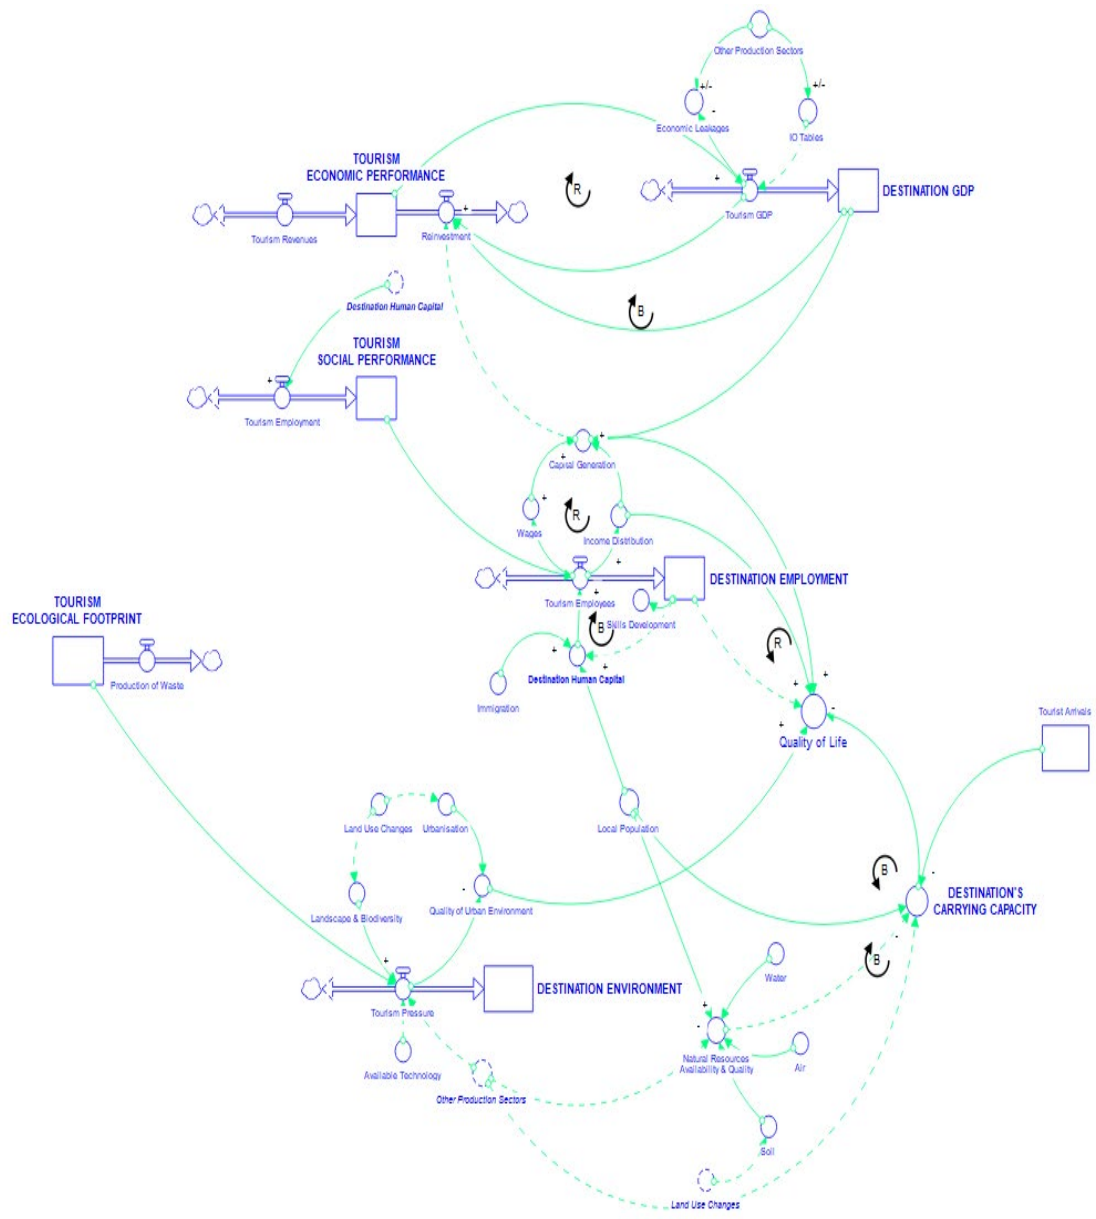 Other Production Sectors
+/-
+/-
-
Economic Leakages
IO Tables
TOURISM
ECONOMIC PERFORMANCE
+
R
DESTINATION GDP
+
Tourism GDP
Tourism Revenues
Reinvestment
Destination Human Capital
B
TOURISM
SOCIAL PERFORMANCE
+
Tourism Employment
+
+
Capital Generation
+
Wages
R
Income Distribution
+
DESTINATION EMPLOYMENT
Tourism Employees
+
Skills Development
B
TOURISM
ECOLOGICAL FOOTPRINT
+
+
R
Production of Waste
Destination Human Capital
+
+
Immigration
-
+
Quality of Life
Tourist Arrivals
Land Use Changes
Urbanisation
Local Population
B
-
-
Landscape & Biodiversity
Quality of Urban Environment
DESTINATION'S
CARRYING CAPACITY
-
+
B
Water
DESTINATION ENVIRONMENT
Tourism Pressure
+
-
Natural Resources
Availability & Quality
Air
Available Technology
Other Production Sectors
Soil
Land Use Changes